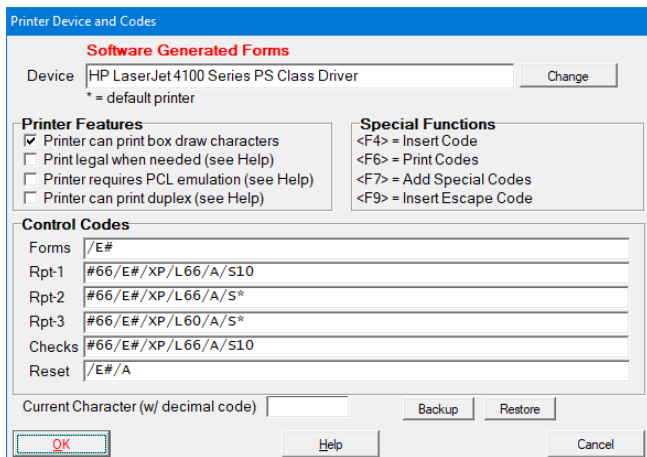 Printer Device and Codes
Software Generated Forms
Device HP LaserJet 4100 Series PS Class Driver Change
* = default printer
Printer Features
Printer can print box draw characters
Print legal when needed (see Help)
Printer requires PCL emulation (see Help)
Printer can print duplex (see Help)
Special Functions
<F4> = Insert Code
<F6> = Print Codes
<F7> = Add Special Codes
<F9> = Insert Escape Code
Control Codes
Forms /E#
Rpt-1 #66/E#/XP/L66/A/S10
Rpt-2 #66/E#/XP/L66/A/S*
Rpt-3 #66/E#/XP/L60/A/S*
Checks #66/E#/XP/L66/A/S10
Reset /E#/A
Current Character (w/ decimal code) Backup Restore
OK Help Cancel